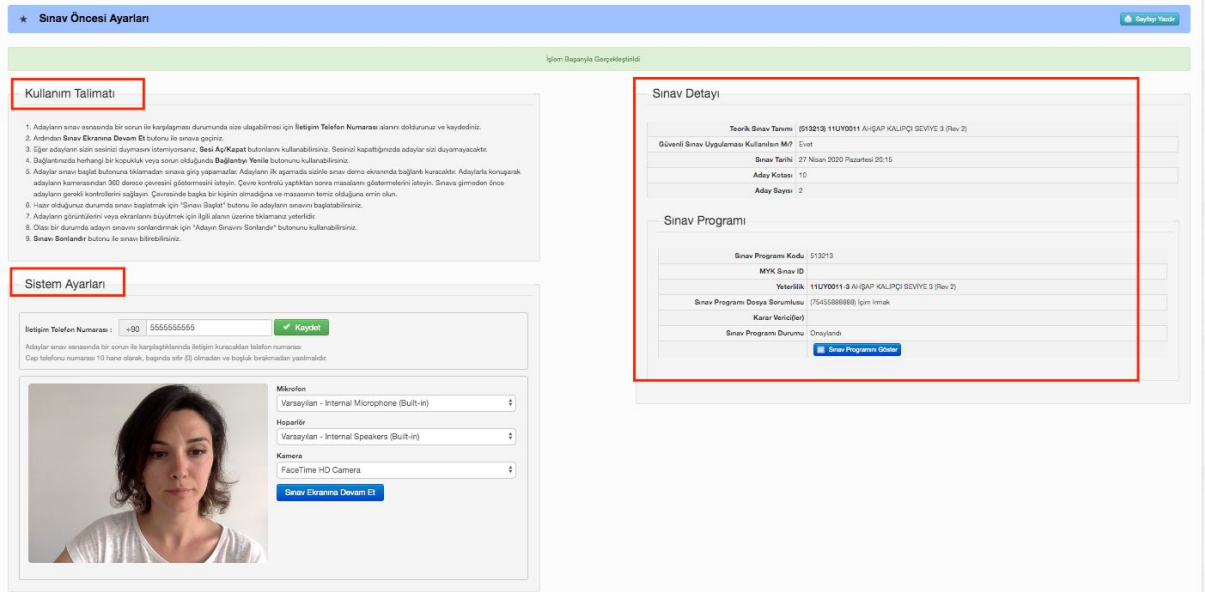 Sınav Öncesi Ayarları
Sayfayı Yazdır
İşlem Başarıyla Gerçekleştirildi
Kullanım Talimatı
1. Adayların sınav esnasında bir sorun ile karşılaşması durumunda size ulaşabilmesi için İletişim Telefon Numarası alanını doldurunuz ve kaydediniz.
2. Ardından Sınav Ekranına Devam Et butonu ile sınava geçiniz.
3. Eğer adayların sizin sesinizi duymasını istemiyorsanız, Sesi Aç/Kapat butonlarını kullanabilirsiniz. Sesinizi kapattığınızda adaylar sizi duyamayacaktır.
4. Bağlantınızda herhangi bir kopukluk veya sorun olduğunda Bağlantıyı Yenile butonunu kullanabilirsiniz.
5. Adaylar sınav başlat butonuna tıklamadan sınava giriş yapamazlar. Adayların ilk aşamada sizinle sınav demo ekranında bağlantı kuracaktır. Adaylarla konuşarak
adayların kamerasından 360 derece çevresini göstermesini isteyin. Çevre kontrolü yaptıktan sonra masalarını göstermelerini isteyin. Sınava girmeden önce
adayların gerekli kontrollerini sağlayın. Çevresinde başka bir kişinin olmadığına ve masasının temiz olduğuna emin olun.
6. Hazır olduğunuz durumda sınavı başlatmak için "Sınavı Başlat" butonu ile adayların sınavını başlatabilirsiniz.
7. Adayların görüntülerini veya ekranlarını büyütmek için ilgili alanın üzerine tıklamanız yeterlidir.
8. Olası bir durumda adayın sınavını sonlandırmak için "Adayın Sınavını Sonlandır" butonunu kullanabilirsiniz.
9. Sınavı Sonlandır butonu ile sınavı bitirebilirsiniz.
Sistem Ayarları
İletişim Telefon Numarası : +90 5555555555 Kaydet
Adaylar sınav esnasında bir sorun ile karşılaştıklarında iletişim kuracakları telefon numarası
Cep telefonu numarası 10 hane olarak, başında sıfır (0) olmadan ve boşluk bırakmadan yazılmalıdır.
Mikrofon
Varsayılan - Internal Microphone (Built-in)
Hoparlör
Varsayılan - Internal Speakers (Built-in)
Kamera
FaceTime HD Camera
Sınav Ekranına Devam Et
Sınav Detayı
Teorik Sınav Tanımı (513213) 11UY0011 AHŞAP KALIPÇI SEVİYE 3 (Rev 2)
Güvenli Sınav Uygulaması Kullanılsın Mı? Evet
Sınav Tarihi 27 Nisan 2020 Pazartesi 20:15
Aday Kotası 10
Aday Sayısı 2
Sınav Programı
Sınav Programı Kodu 513213
MYK Sınav ID
Yeterlilik 11UY0011-3 AHŞAP KALIPÇI SEVİYE 3 (Rev 2)
Sınav Programı Dosya Sorumlusu (75455888888) İçim Irmak
Karar Verici(ler)
Sınav Programı Durumu Onaylandı
Sınav Programını Göster